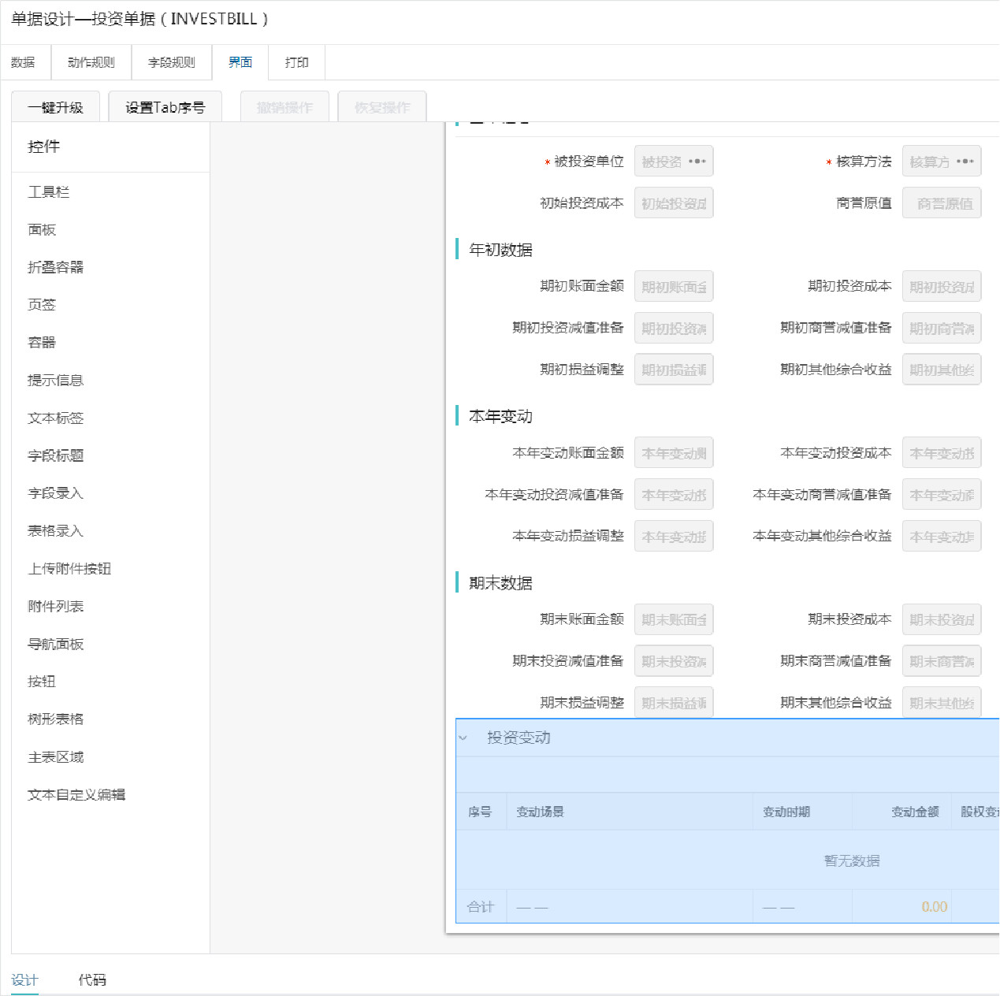 单据设计—投资单据（INVESTBILL）
数据 动作规则 字段规则 界面 打印
一键升级 设置Tab序号 撤销操作 恢复操作
控件
工具栏
面板
折叠容器
页签
容器
提示信息
文本标签
字段标题
字段录入
表格录入
上传附件按钮
附件列表
导航面板
按钮
树形表格
主表区域
文本自定义编辑
* 被投资单位 被投资 ••• * 核算方法 核算方 •••
初始投资成本 初始投资成 商誉原值 商誉原值
年初数据
期初账面金额 期初账面金 期初投资成本 期初投资成
期初投资减值准备 期初投资减 期初商誉减值准备 期初商誉减
期初损益调整 期初损益调 期初其他综合收益 期初其他综
本年变动
本年变动账面金额 本年变动账 本年变动投资成本 本年变动投
本年变动投资减值准备 本年变动投 本年变动商誉减值准备 本年变动商
本年变动损益调整 本年变动损 本年变动其他综合收益 本年变动其
期末数据
期末账面金额 期末账面金 期末投资成本 期末投资成
期末投资减值准备 期末投资减 期末商誉减值准备 期末商誉减
期末损益调整 期末损益调 期末其他综合收益 期末其他综
投资变动
序号 变动场景 变动时期 变动金额 股权变动
暂无数据
合计 — — — — 0.00
设计 代码